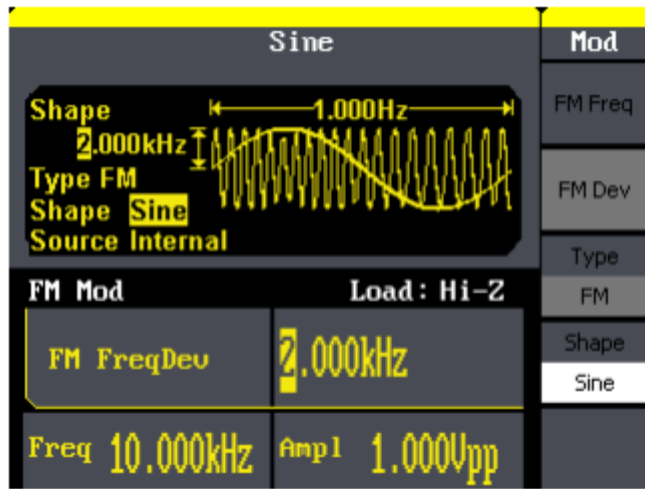 Sine
Mod
Shape
1.000Hz
2.000kHz
Type FM
Shape Sine
Source Internal
FM Mod Load: Hi-Z
FM FreqDev 2.000kHz
Freq 10.000kHz Ampl 1.000Vpp
FM Freq
FM Dev
Type
FM
Shape
Sine